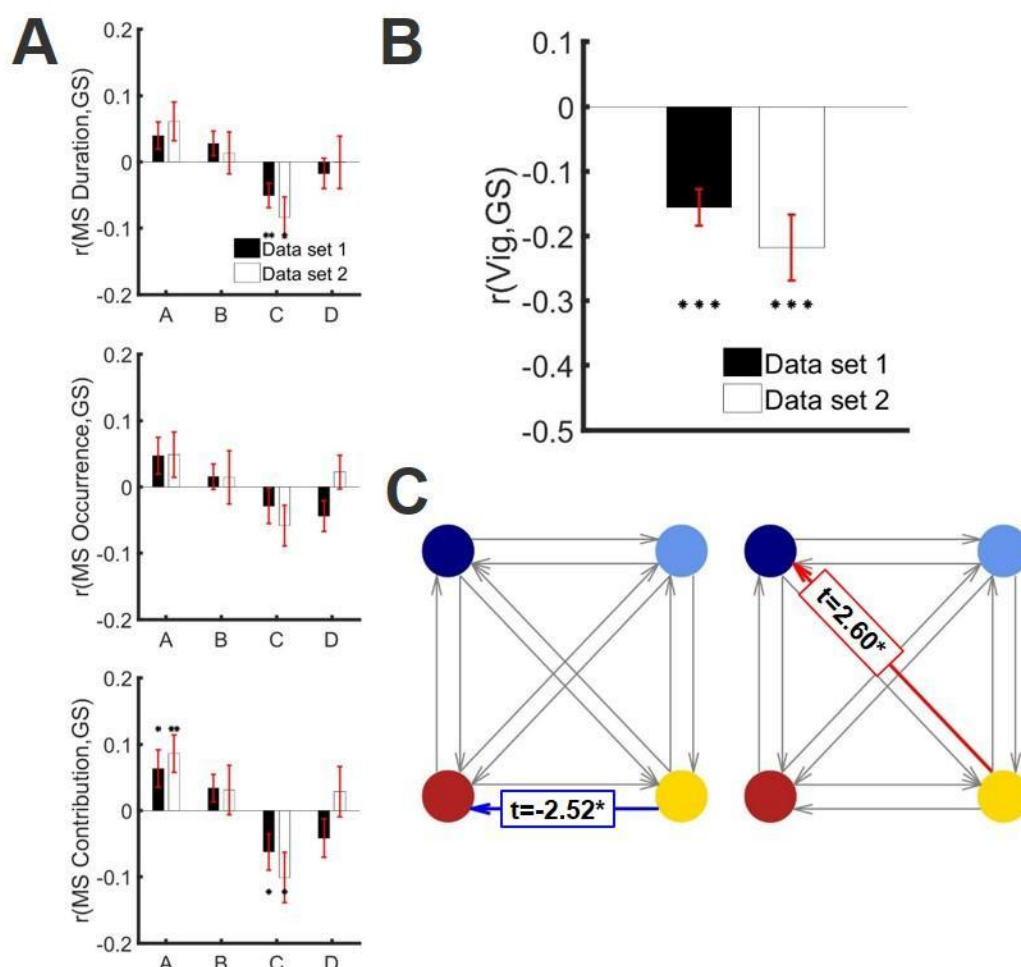 A
r(MS Duration,GS)
0.2
0.1
0
-0.1
-0.2
** *
Data set 1
Data set 2
A B C D
r(MS Occurrence,GS)
0.2
0.1
0
-0.1
-0.2
A B C D
r(MS Contribution,GS)
0.2
0.1
0
-0.1
-0.2
* **
* *
A B C D
B
r(Vig,GS)
0.1
0
-0.1
-0.2
-0.3
-0.4
-0.5
*** ***
Data set 1
Data set 2
C
t=-2.52*
t=2.60*